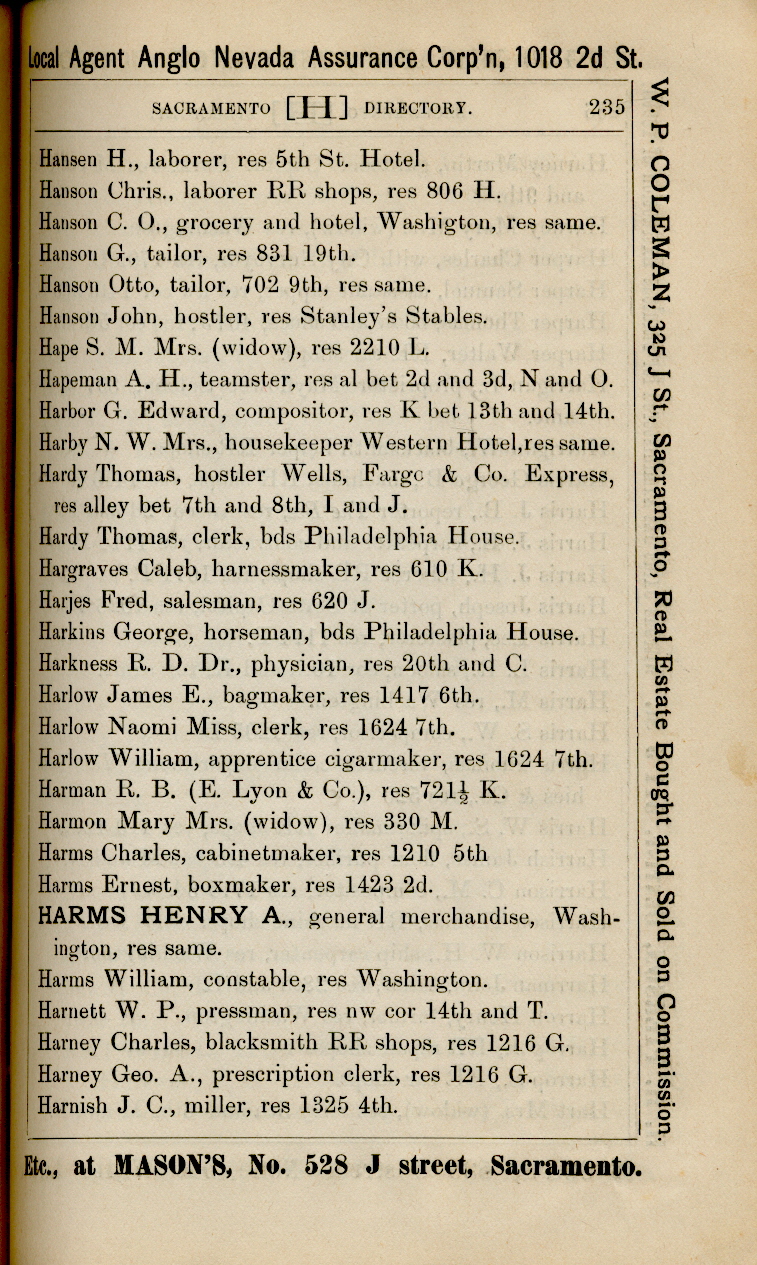 Local Agent Anglo Nevada Assurance Corp'n, 1018 2d St.
SACRAMENTO [H] DIRECTORY. 235
Hansen H., laborer, res 5th St. Hotel.
Hanson Chris., laborer RR shops, res 806 H.
Hanson C. O., grocery and hotel, Washigton, res same.
Hanson G., tailor, res 831 19th.
Hanson Otto, tailor, 702 9th, res same.
Hanson John, hostler, res Stanley's Stables.
Hape S. M. Mrs. (widow), res 2210 L.
Hapeman A. H., teamster, res al bet 2d and 3d, N and O.
Harbor G. Edward, compositor, res K bet 13th and 14th.
Harby N. W. Mrs., housekeeper Western Hotel, res same.
Hardy Thomas, hostler Wells, Fargo & Co. Express,
res alley bet 7th and 8th, I and J.
Hardy Thomas, clerk, bds Philadelphia House.
Hargraves Caleb, harnessmaker, res 610 K.
Harjes Fred, salesman, res 620 J.
Harkins George, horseman, bds Philadelphia House.
Harkness R. D. Dr., physician, res 20th and C.
Harlow James E., bagmaker, res 1417 6th.
Harlow Naomi Miss, clerk, res 1624 7th.
Harlow William, apprentice cigarmaker, res 1624 7th.
Harman R. B. (E. Lyon & Co.), res 721½ K.
Harmon Mary Mrs. (widow), res 330 M.
Harms Charles, cabinetmaker, res 1210 5th
Harms Ernest, boxmaker, res 1423 2d.
HARMS HENRY A., general merchandise, Wash-
ington, res same.
Harms William, constable, res Washington.
Harnett W. P., pressman, res nw cor 14th and T.
Harney Charles, blacksmith RR shops, res 1216 G.
Harney Geo. A., prescription clerk, res 1216 G.
Harnish J. C., miller, res 1325 4th.
Etc., at MASON'S, No. 528 J street, Sacramento.
W. P. COLEMAN, 325 J St., Sacramento, Real Estate Bought and Sold on Commission.